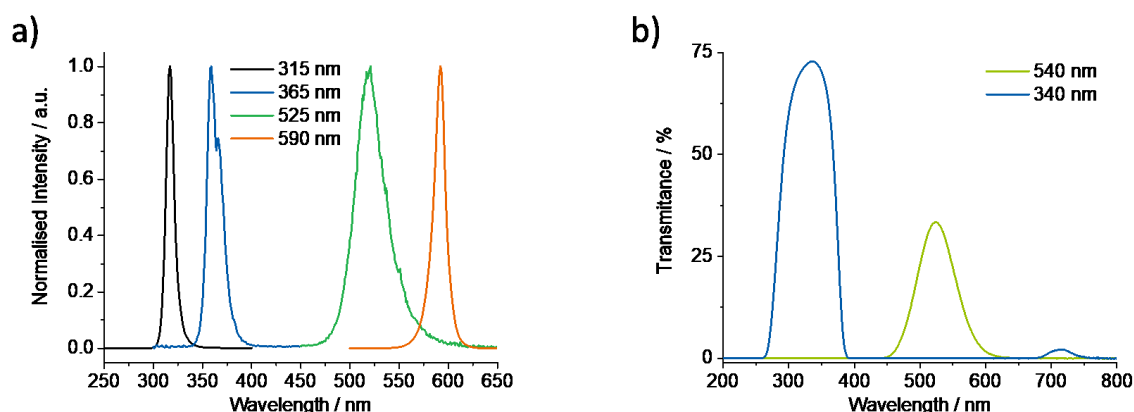 a)
Normalised Intensity / a.u.
1.0
0.8
0.6
0.4
0.2
0.0
315 nm
365 nm
525 nm
590 nm
250 300 350 400 450 500 550 600 650
Wavelength / nm
b)
Transmitance / %
75
50
25
0
540 nm
340 nm
200 300 400 500 600 700 800
Wavelength / nm